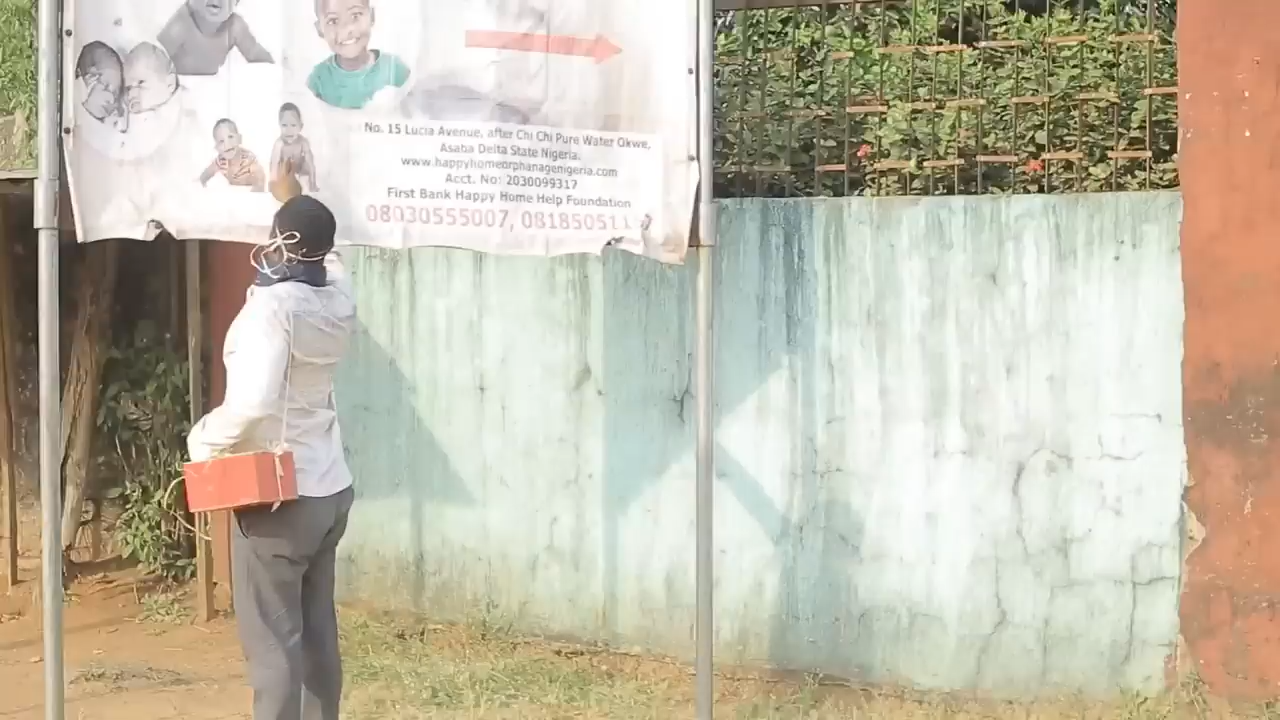 No. 15 Lucia Avenue, after Chi Chi Pure Water Okwe,
Asaba Delta State Nigeria.
www.happyhomeorphanagenigeria.com
Acct. No: 2030099317
First Bank Happy Home Help Foundation
08030555007, 081850511